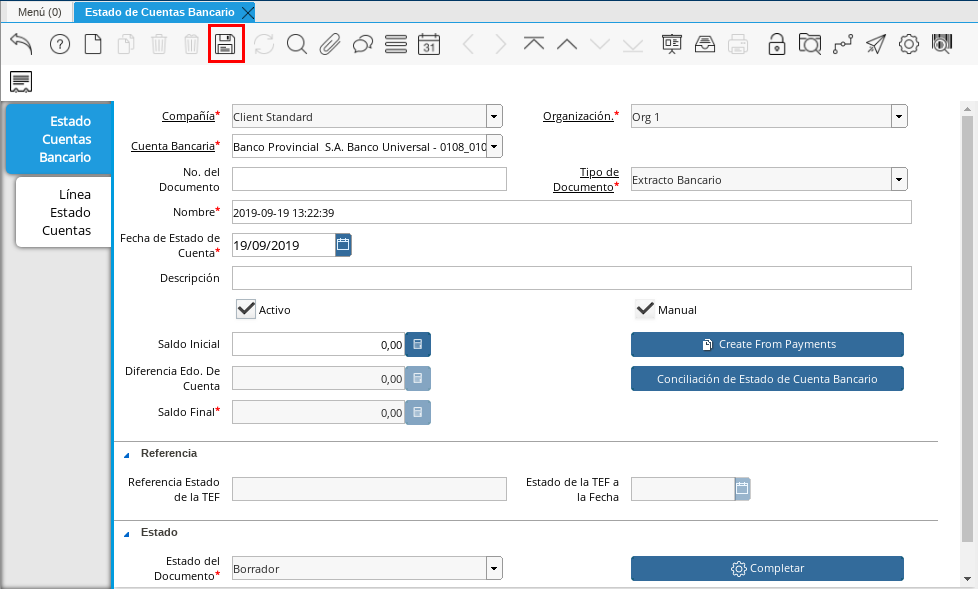 Menú (0)
Estado de Cuentas Bancario
31
Estado
Cuentas
Bancario
Línea
Estado
Cuentas
Compañía* Client Standard
Organización.* Org 1
Cuenta Bancaria* Banco Provincial S.A. Banco Universal - 0108_010
No. del
Documento
Tipo de
Documento* Extracto Bancario
Nombre* 2019-09-19 13:22:39
Fecha de Estado de
Cuenta* 19/09/2019
Descripción
Activo
Manual
Saldo Inicial 0,00
Create From Payments
Diferencia Edo. De
Cuenta 0,00
Conciliación de Estado de Cuenta Bancario
Saldo Final* 0,00
Referencia
Referencia Estado
de la TEF
Estado de la TEF a
la Fecha
Estado
Estado del
Documento* Borrador
Completar